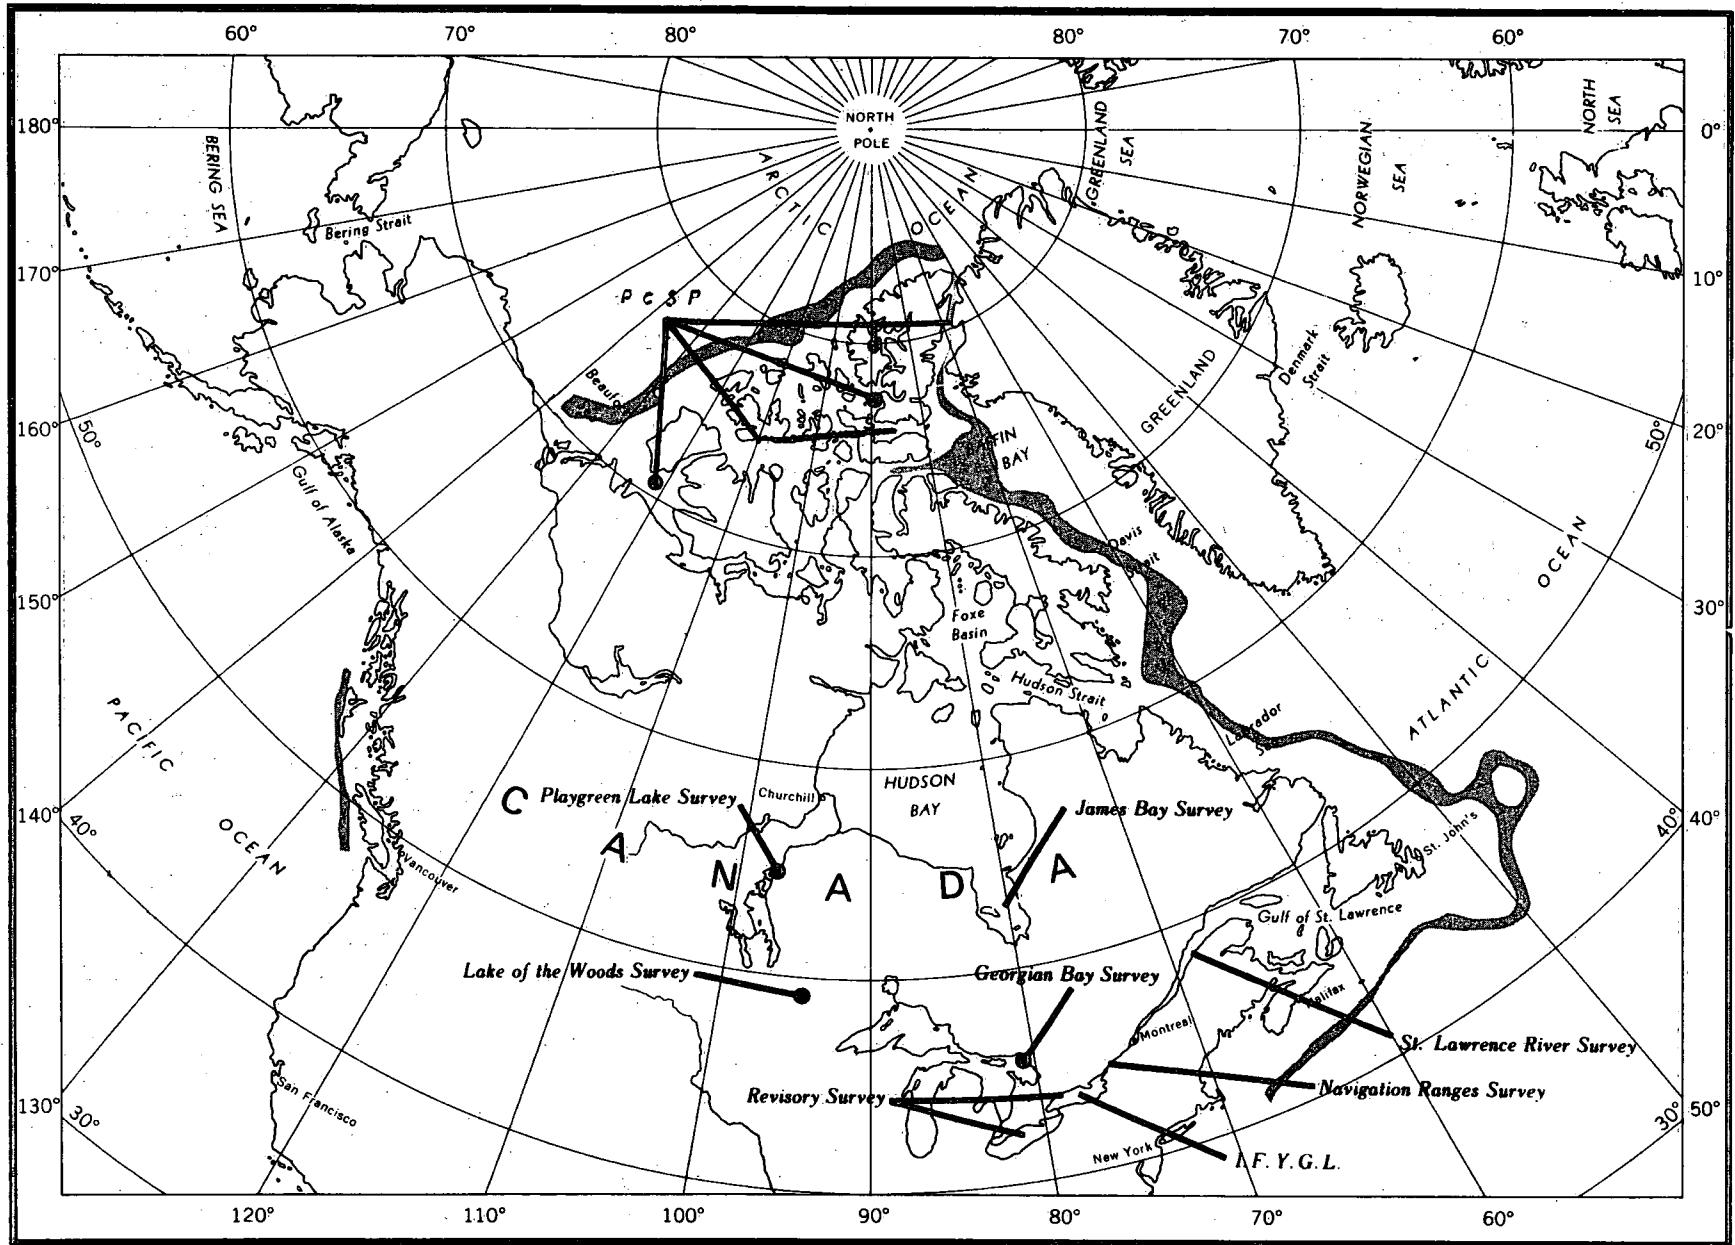 60° 70° 80° 80° 70° 60°
180°
0°
NORTH
POLE
BERING SEA
ARCTIC OCEAN
GREENLAND
SEA
NORWEGIAN
SEA
NORTH
SEA
Bering Strait
170°
10°
P C S P
Beaufo
Denmark
Strait
GREENLAND
160°
20°
50°
50°
Gulf of Alaska
FIN
BAY
Davis
Strait
OCEAN
150°
30°
Foxe
Basin
Hudson Strait
ATLANTIC
PACIFIC
OCEAN
Labrador
S
HUDSON
BAY
C A N A D A
Playgreen Lake Survey
Churchill
James Bay Survey
140°
40°
40°
40°
Vancouver
St. John's
Gulf of St. Lawrence
Lake of the Woods Survey
Georgian Bay Survey
Halifax
Montreal
St. Lawrence River Survey
Revisory Survey
Navigation Ranges Survey
130°
30°
San Francisco
30°
50°
New York
I.F.Y.G.L.
120° 110° 100° 90° 80° 70° 60°